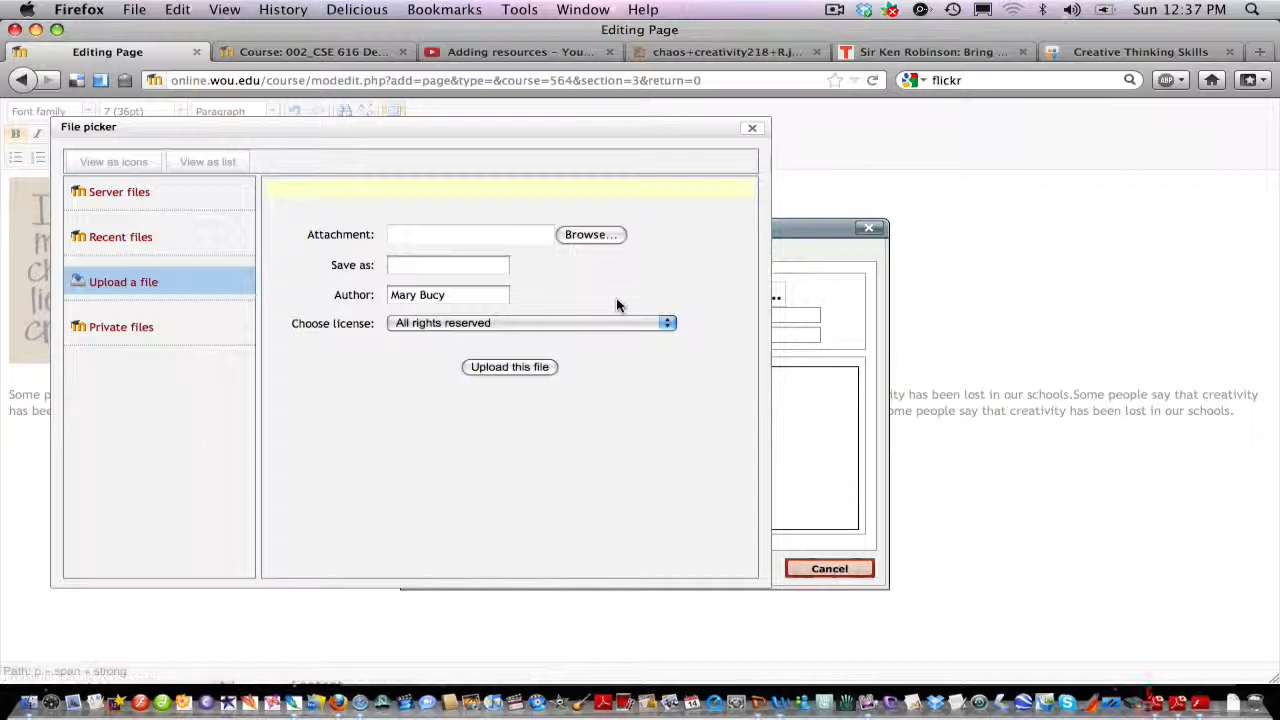 Firefox File Edit View History Delicious Bookmarks Tools Window Help Sun 12:37 PM
Editing Page
Editing Page Course: 002_CSE 616 De... Adding resources – You... chaos+creativity218+R.j... Sir Ken Robinson: Bring ... Creative Thinking Skills
online.wou.edu/course/modedit.php?add=page&type=&course=564&section=3&return=0 flickr ABP
Font family 7 (36pt) Paragraph
File picker
B I
View as icons View as list
Server files
Attachment: Browse...
Recent files
Save as:
Upload a file
Author: Mary Bucy
Choose license: All rights reserved
Private files
Upload this file
Some p ity has been lost in our schools.Some people say that creativity
has bee ome people say that creativity has been lost in our schools.
Cancel
Path: p » span » strong